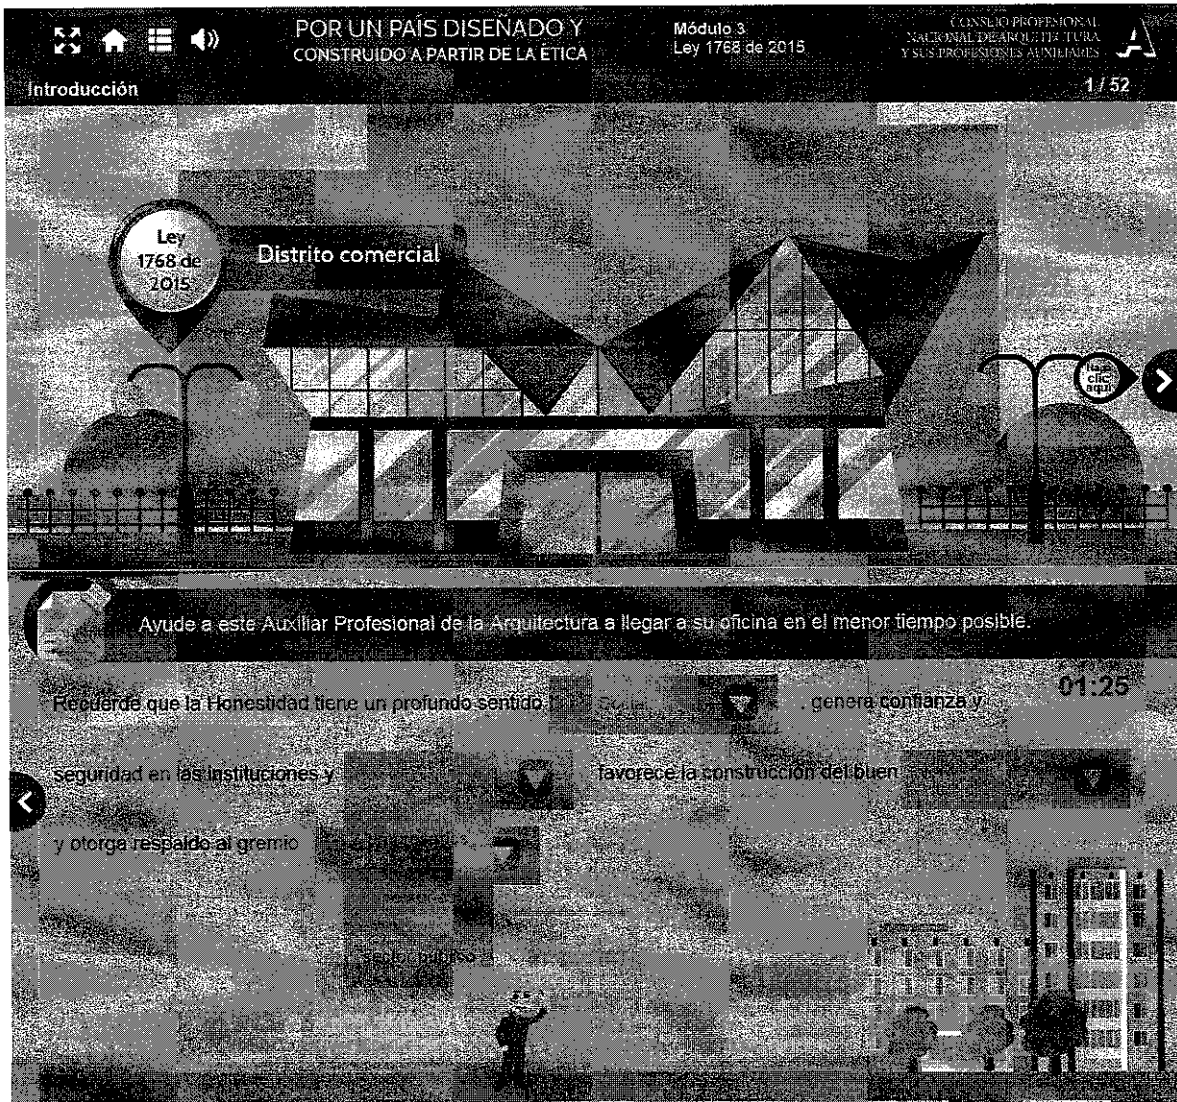 POR UN PAÍS DISEÑADO Y
CONSTRUIDO A PARTIR DE LA ÉTICA
Módulo 3
Ley 1768 de 2015
CONSEJO PROFESIONAL
NACIONAL DE ARQUITECTURA
Y SUS PROFESIONES AUXILIARES
Introducción
1 / 52
Ley
1768 de
2015
Distrito comercial
Haga
clic
aquí
Ayude a este Auxiliar Profesional de la Arquitectura a llegar a su oficina en el menor tiempo posible.
01:25
Recuerde que la Honestidad tiene un profundo sentido , genera confianza y
seguridad en las instituciones y favorece la construcción del buen
y otorga respaldo al gremio